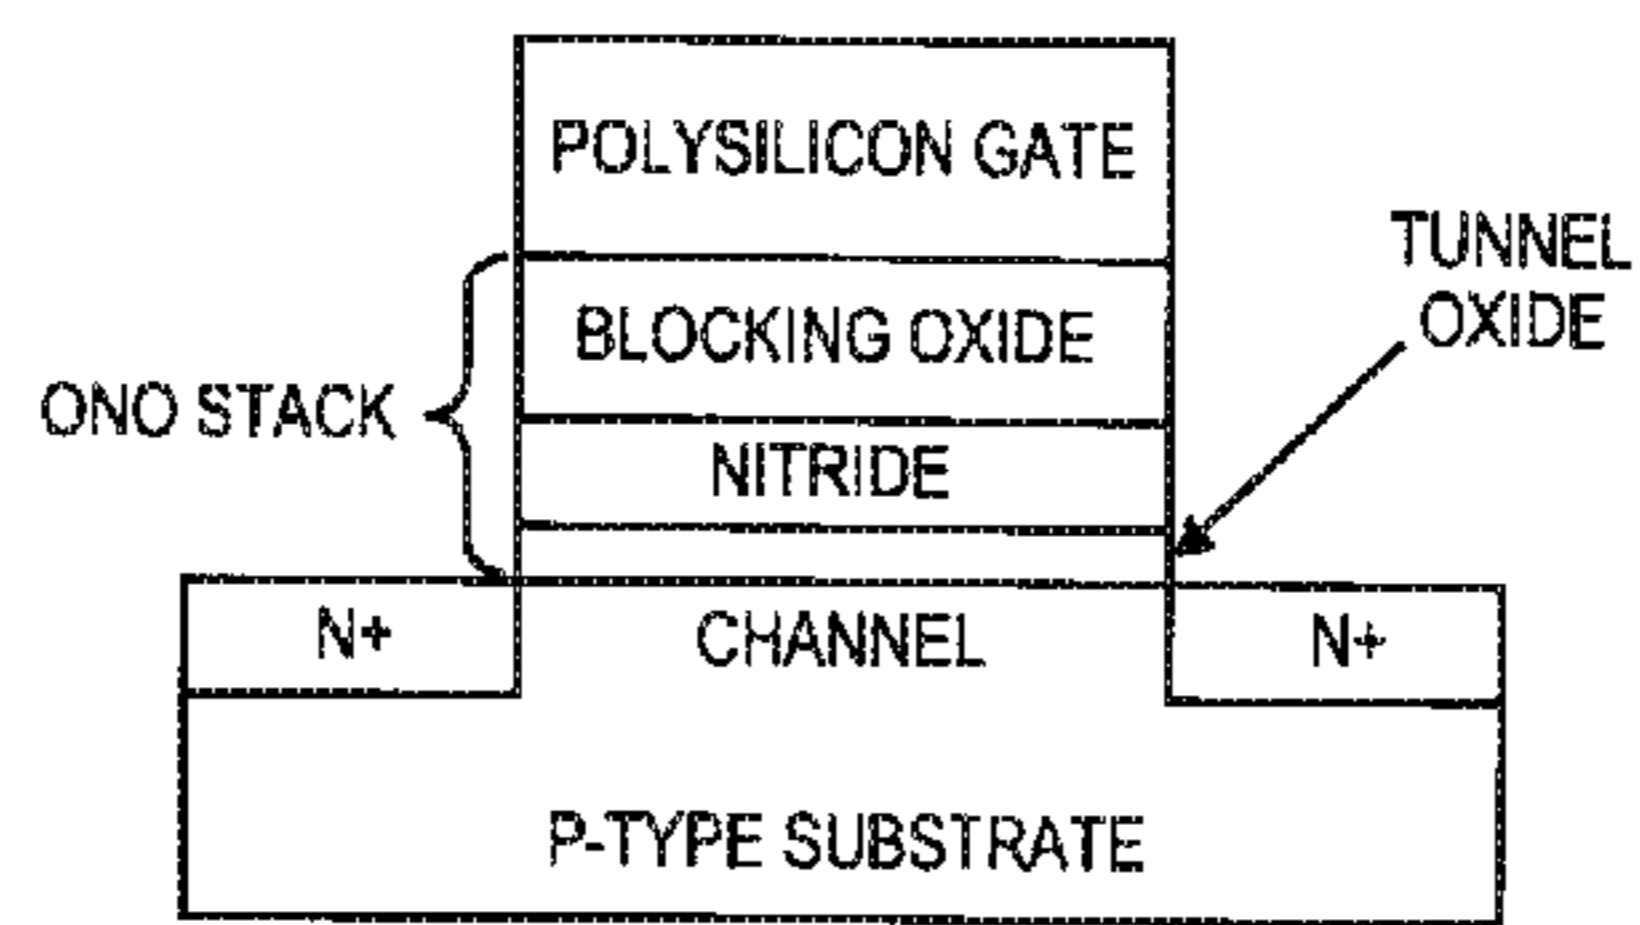 POLYSILICON GATE
TUNNEL
OXIDE
BLOCKING OXIDE
ONO STACK
NITRIDE
N+
CHANNEL
N+
P-TYPE SUBSTRATE